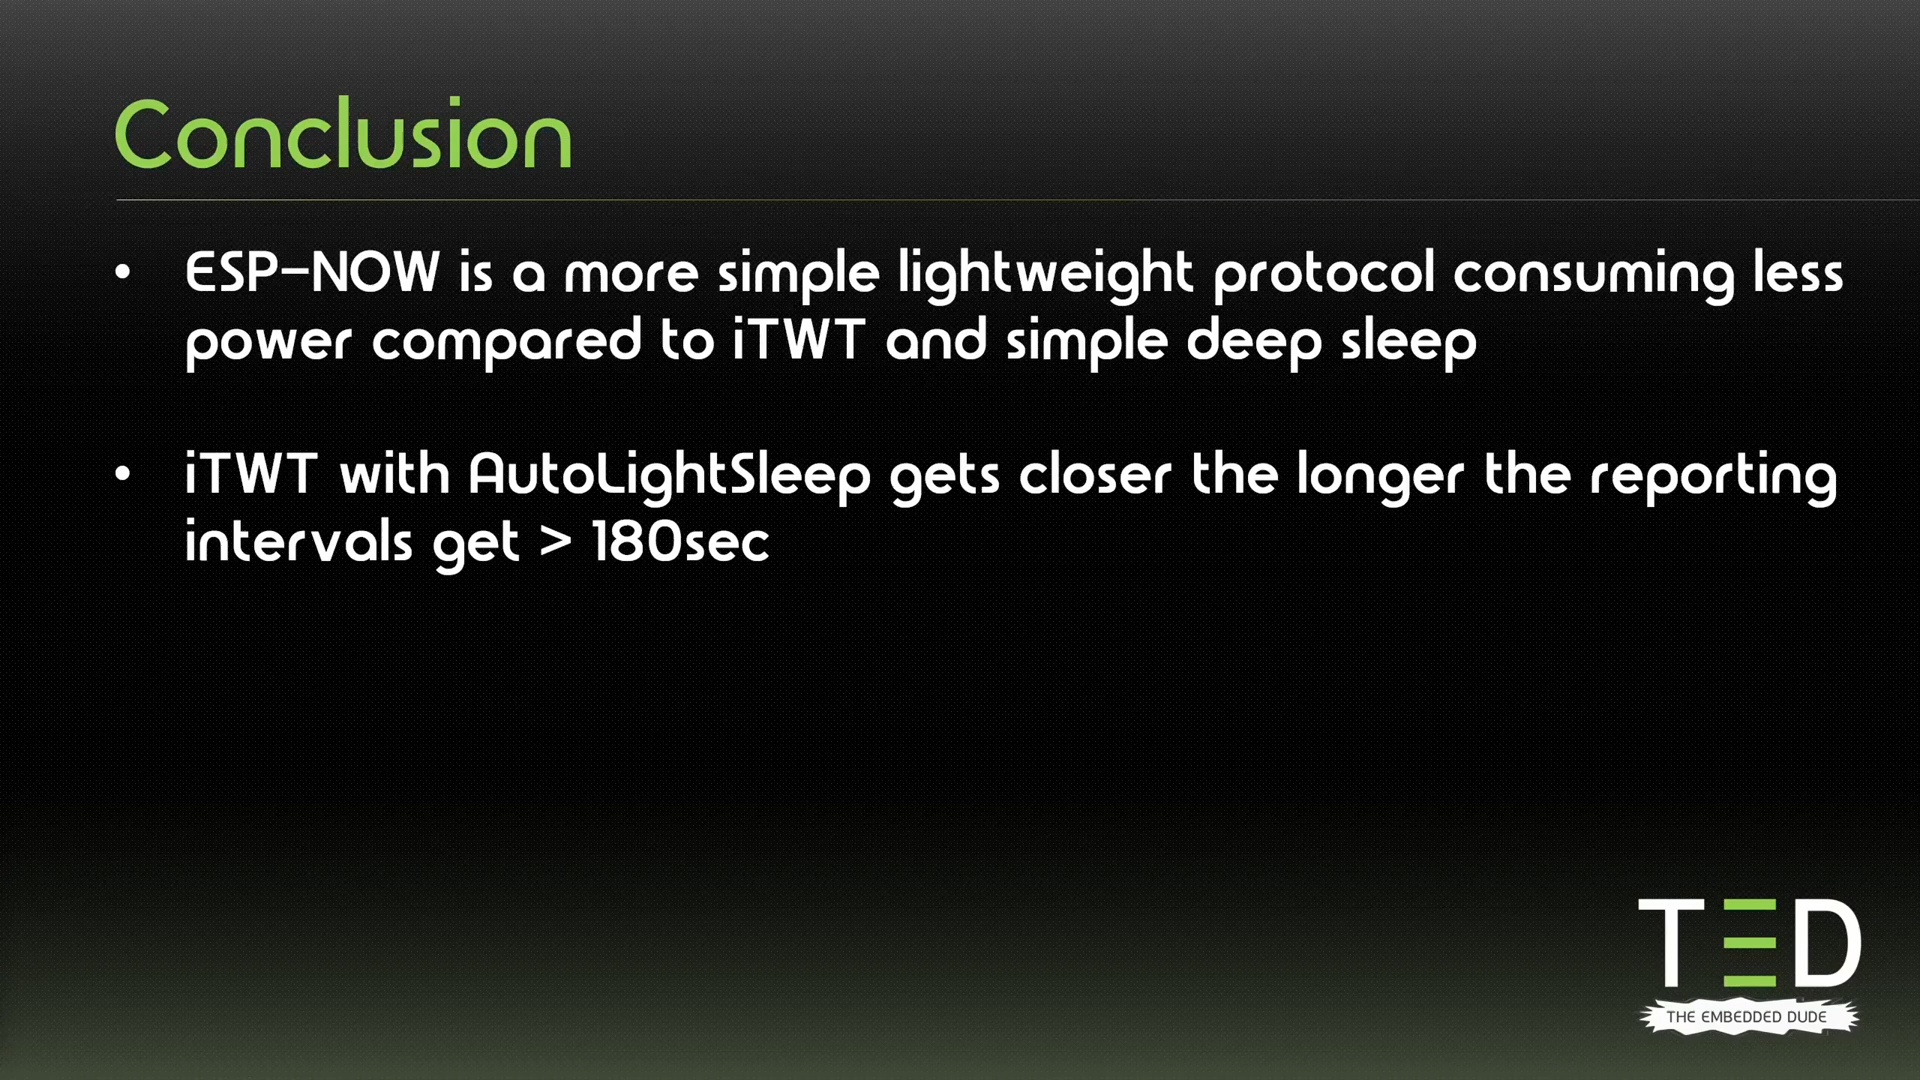 Conclusion
• ESP-NOW is a more simple lightweight protocol consuming less
power compared to iTWT and simple deep sleep
• iTWT with AutoLightSleep gets closer the longer the reporting
intervals get > 180sec
TED
THE EMBEDDED DUDE